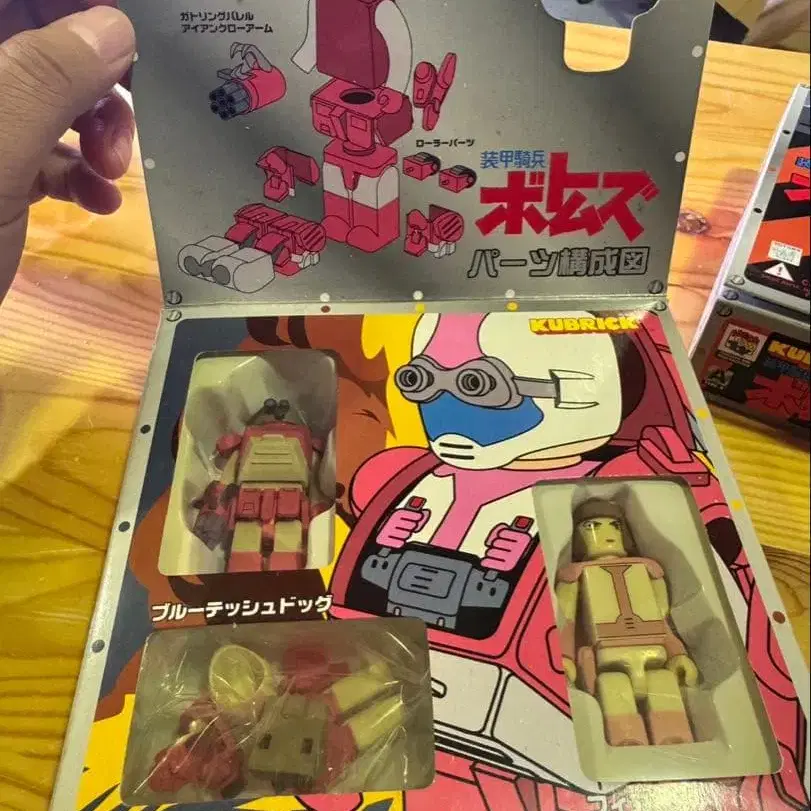 ガトリングバレル
アイアンクローアーム
ローラーパーツ
装甲騎兵
ボトムズ
パーツ構成図
KUBRICK
ブルーテッシュドッグ